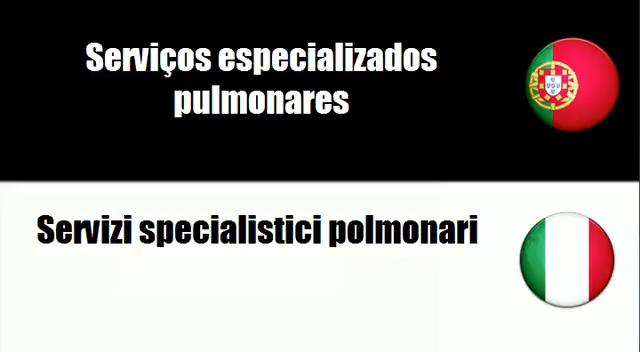 Serviços especializados
pulmonares
Servizi specialistici polmonari